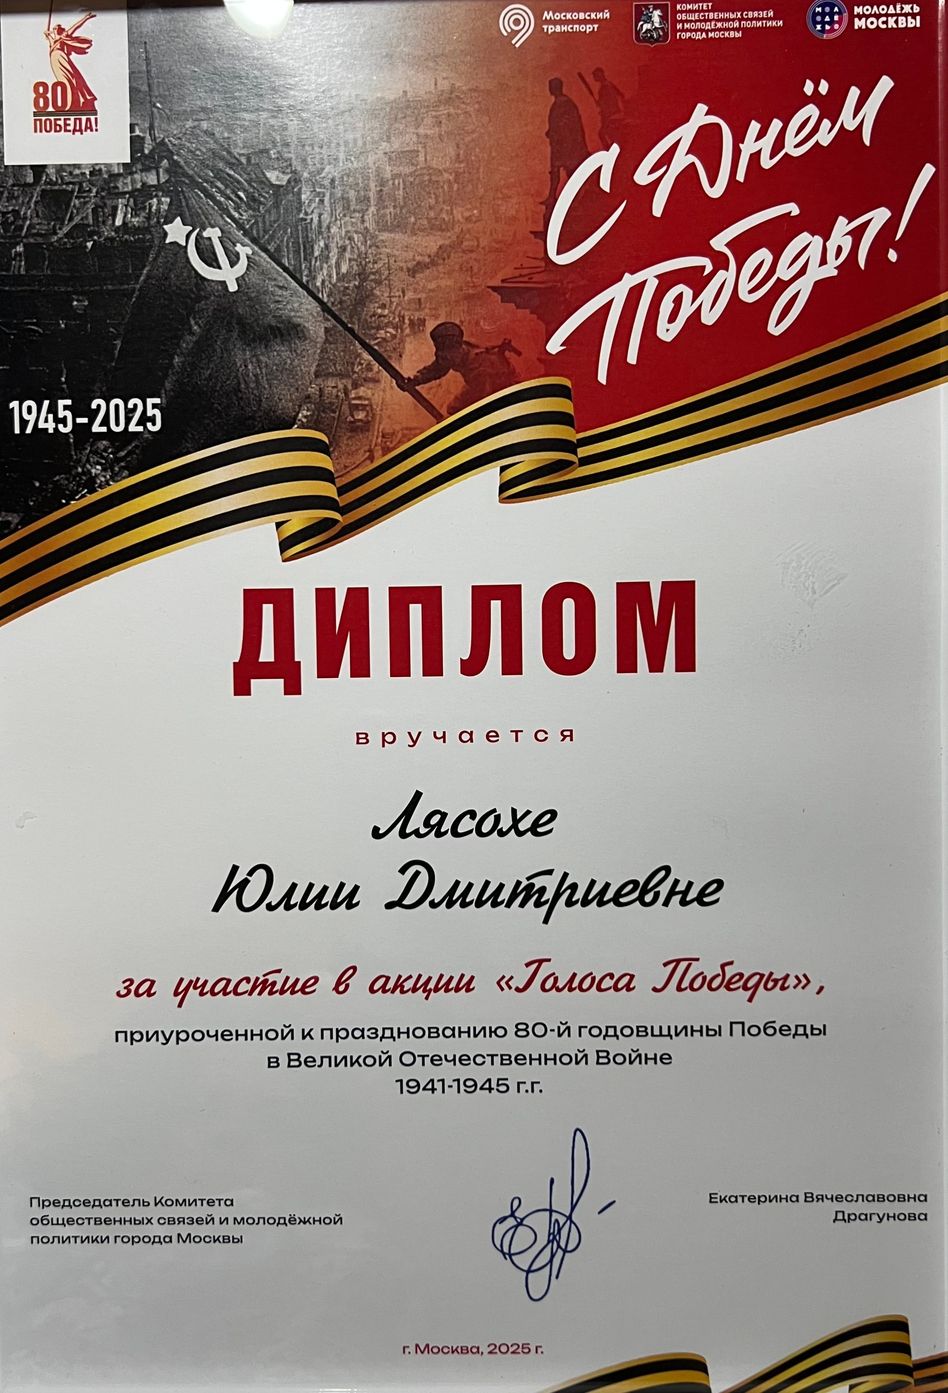 80
ПОБЕДА!
Московский
транспорт
КОМИТЕТ
ОБЩЕСТВЕННЫХ СВЯЗЕЙ
И МОЛОДЁЖНОЙ ПОЛИТИКИ
ГОРОДА МОСКВЫ
МОЛОДЁЖЬ
МОСКВЫ
С Днём
Победы!
1945-2025
ДИПЛОМ
вручается
Лясохе
Юлии Дмитриевне
за участие в акции «Голоса Победы»,
приуроченной к празднованию 80-й годовщины Победы
в Великой Отечественной Войне
1941-1945 г.г.
Председатель Комитета
общественных связей и молодёжной
политики города Москвы
Екатерина Вячеславовна
Драгунова
г. Москва, 2025 г.